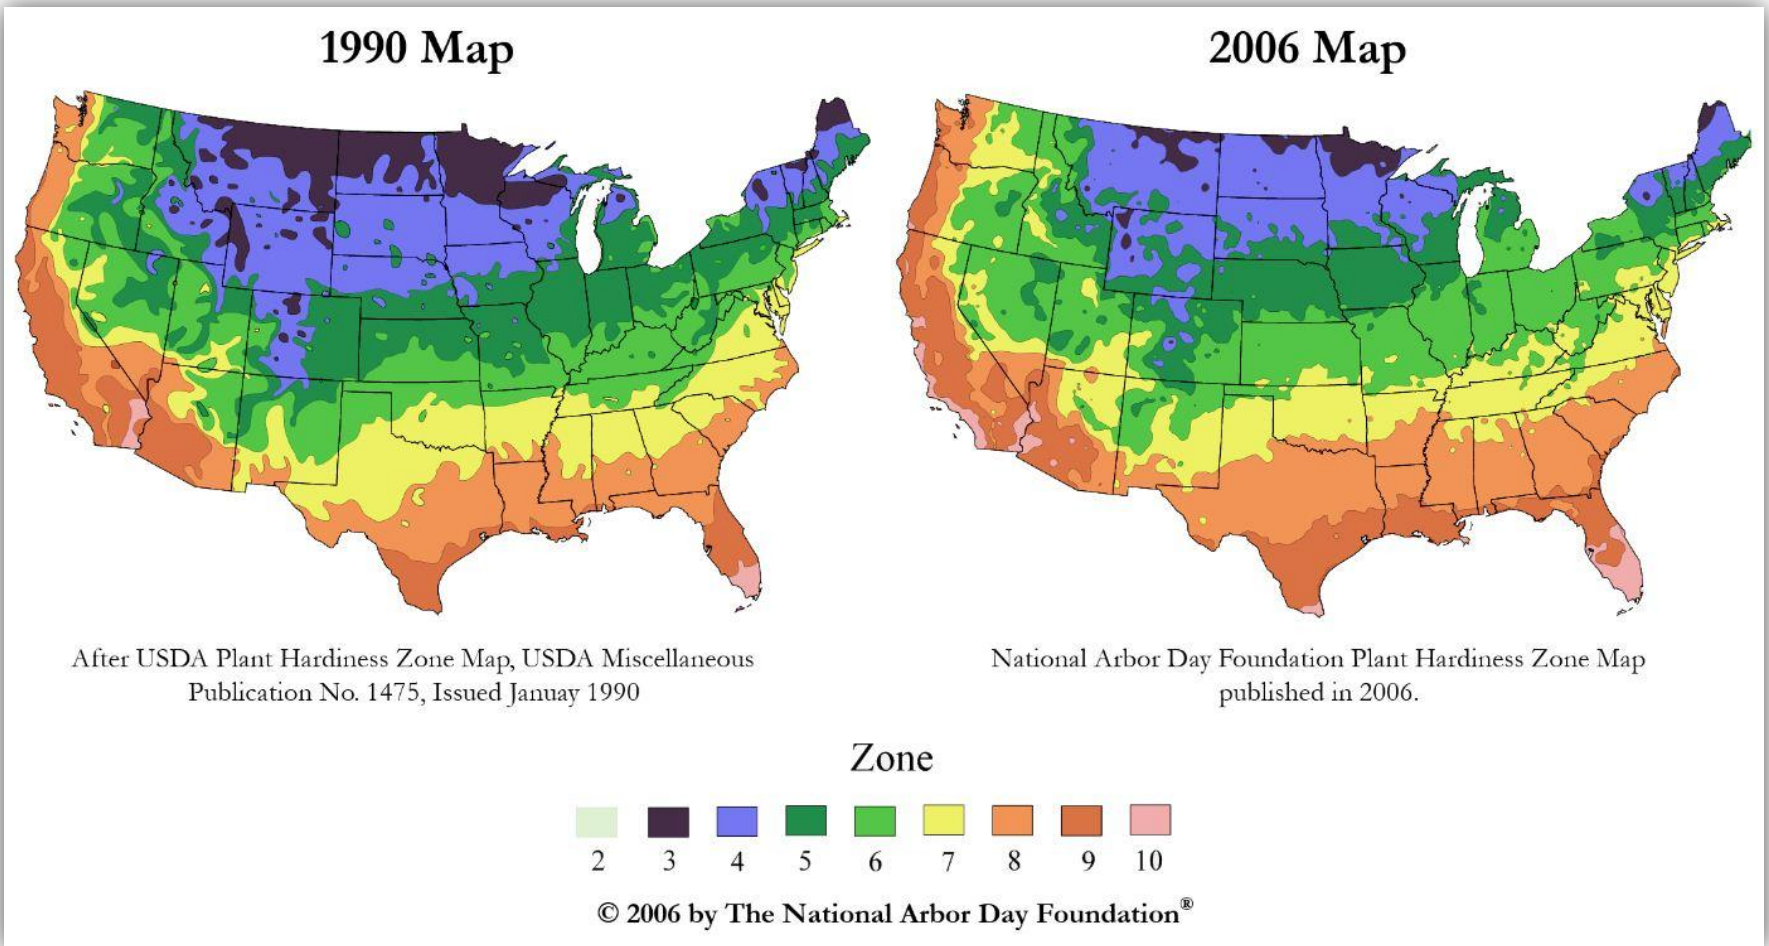 1990 Map
2006 Map
After USDA Plant Hardiness Zone Map, USDA Miscellaneous
Publication No. 1475, Issued Januay 1990
National Arbor Day Foundation Plant Hardiness Zone Map
published in 2006.
Zone
2 3 4 5 6 7 8 9 10
© 2006 by The National Arbor Day Foundation®